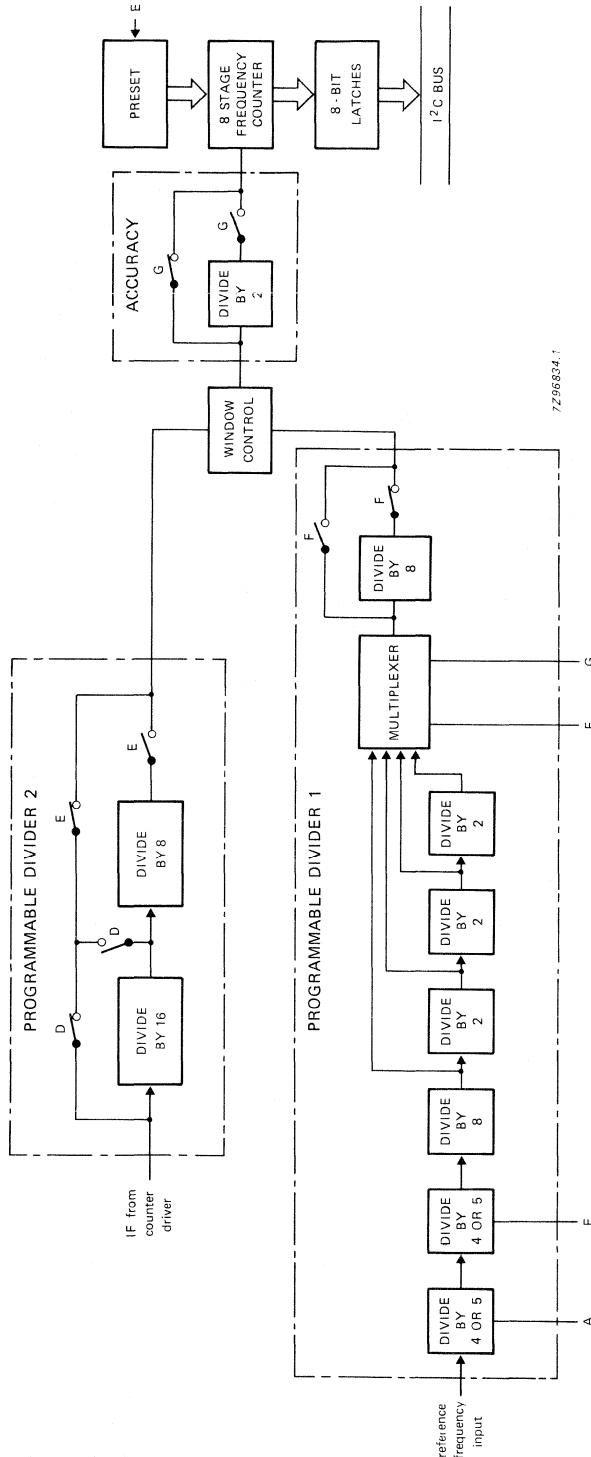 PROGRAMMABLE DIVIDER 2
D
E
D
E
DIVIDE
BY 16
DIVIDE
BY 8
IF from
counter
driver
ACCURACY
G
G
DIVIDE
BY
2
WINDOW
CONTROL
PRESET
E
8 STAGE
FREQUENCY
COUNTER
8-BIT
LATCHES
I²C BUS
PROGRAMMABLE DIVIDER 1
reference
frequency
input
DIVIDE
BY
4 OR 5
DIVIDE
BY
4 OR 5
DIVIDE
BY
8
DIVIDE
BY
2
DIVIDE
BY
2
DIVIDE
BY
2
MULTIPLEXER
DIVIDE
BY
8
F
F
A
F
F
G
7Z96834.1